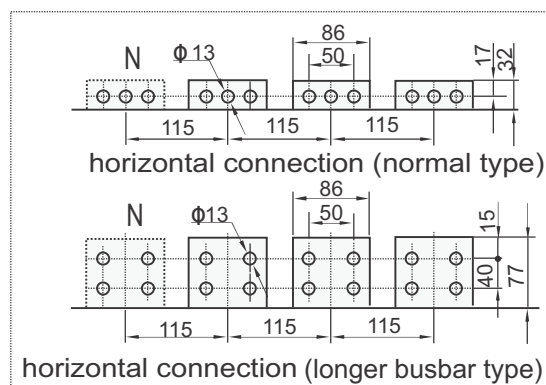 86
N Φ13 50 17 32
115 115 115
horizontal connection (normal type)
86
N Φ13 50 15
40 77
115 115 115
horizontal connection (longer busbar type)